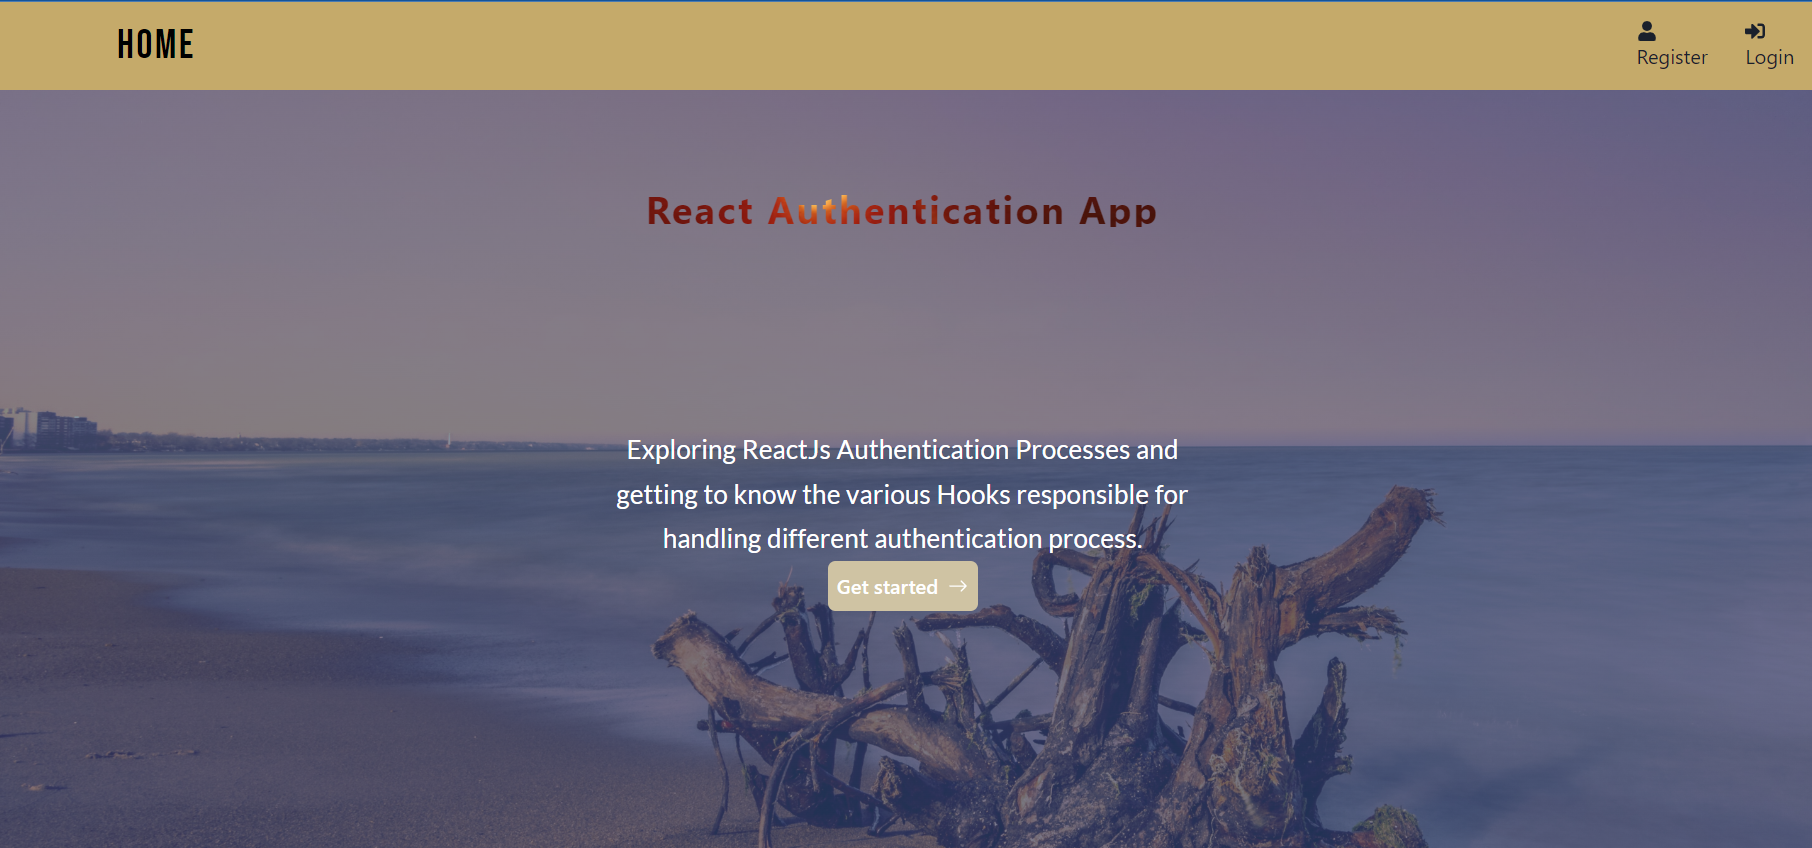 HOME
Register
Login
React Authentication App
Exploring ReactJs Authentication Processes and
getting to know the various Hooks responsible for
handling different authentication process.
Get started